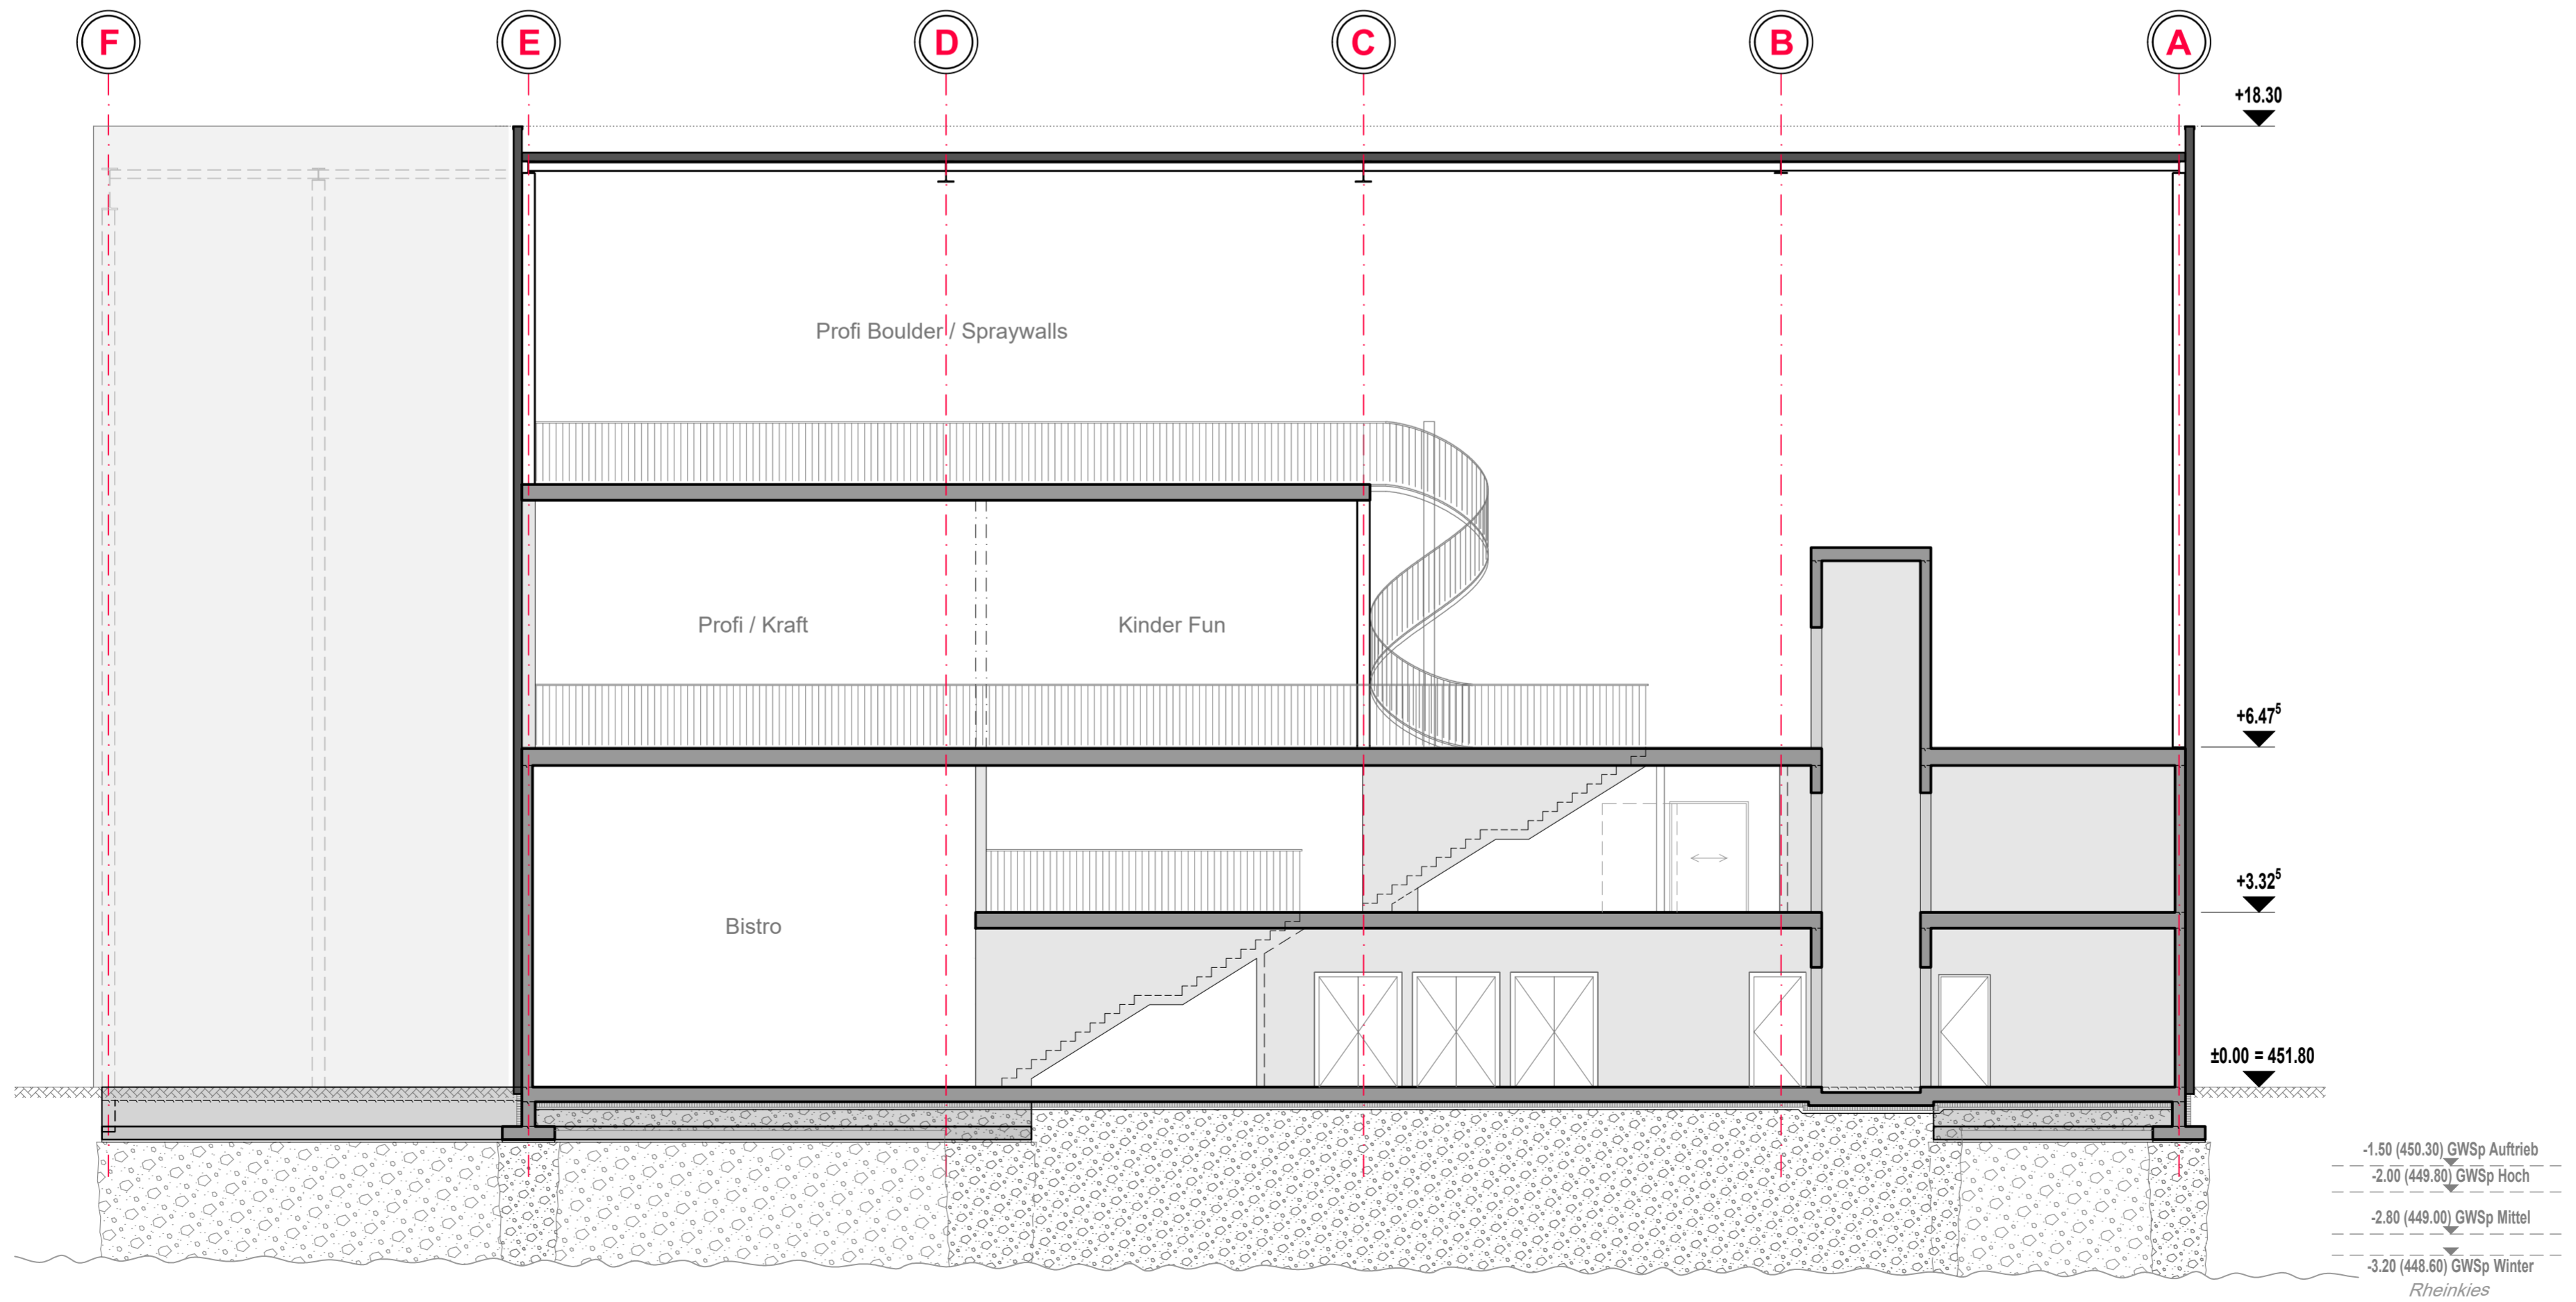 F
E
D
C
B
A
+18.30
Profi Boulder / Spraywalls
Profi / Kraft
Kinder Fun
+6.47⁵
+3.32⁵
Bistro
±0.00 = 451.80
-1.50 (450.30) GWSp Auftrieb
-2.00 (449.80) GWSp Hoch
-2.80 (449.00) GWSp Mittel
-3.20 (448.60) GWSp Winter
Rheinkies